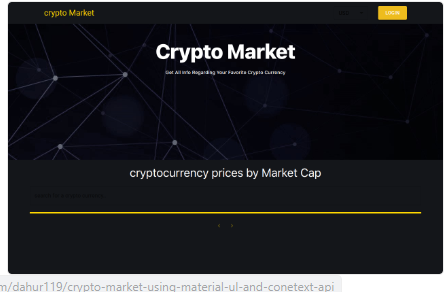 crypto Market
LOGIN
Crypto Market
Get All Info Regarding Your Favorite Crypto Currency
cryptocurrency prices by Market Cap
m/dahur119/crypto-market-using-material-ul-and-conetext-api